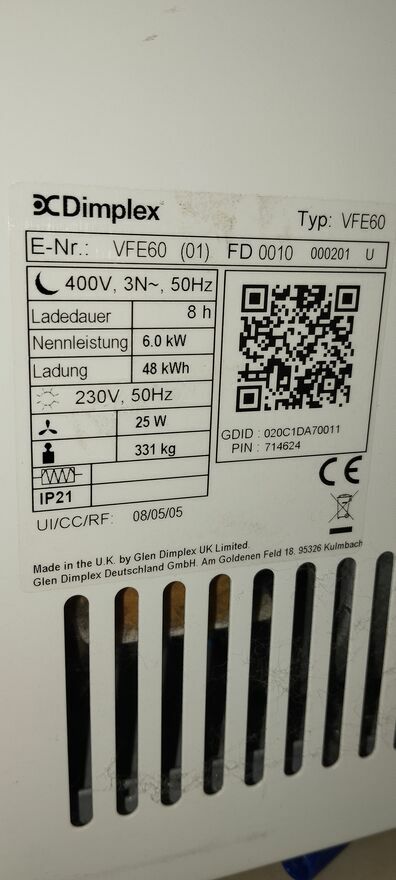 Dimplex
Typ: VFE60
E-Nr.: VFE60 (01) FD 0010 000201 U
400V, 3N~, 50Hz
Ladedauer 8 h
Nennleistung 6.0 kW
Ladung 48 kWh
230V, 50Hz
25 W
331 kg
IP21
GDID : 020C1DA70011
PIN : 714624
CE
UI/CC/RF: 08/05/05
Made in the U.K. by Glen Dimplex UK Limited.
Glen Dimplex Deutschland GmbH. Am Goldenen Feld 18. 95326 Kulmbach